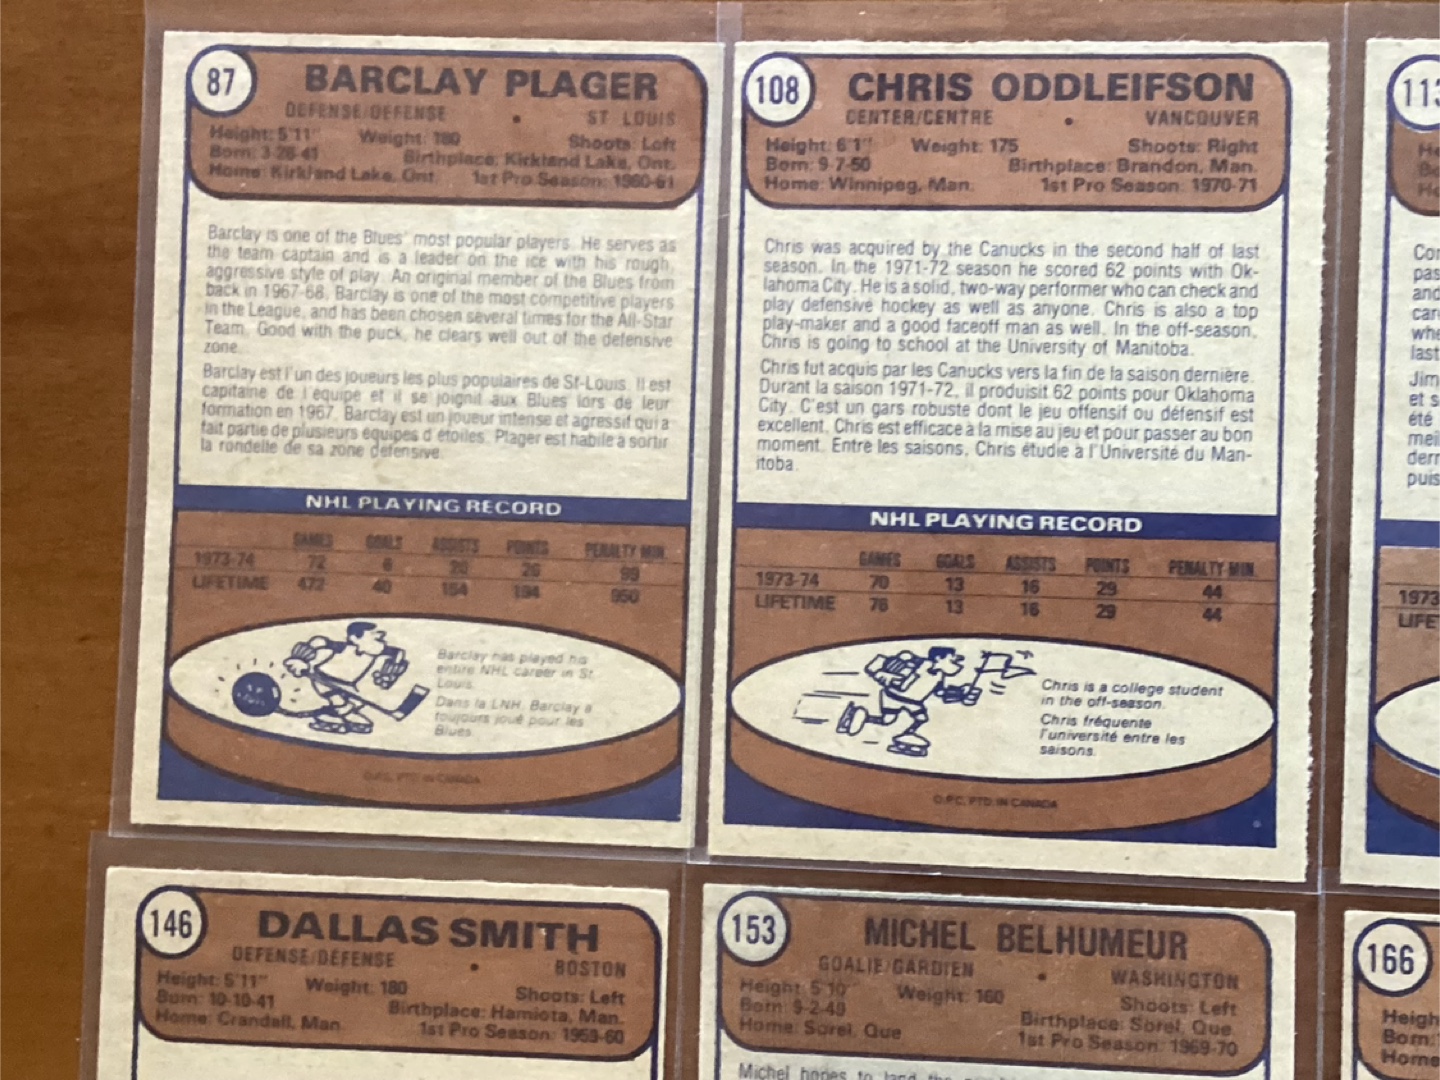 87
BARCLAY PLAGER
DEFENSE/DEFENSE • ST LOUIS
Height: 5'11" Weight: 180 Shoots: Left
Born: 3-26-41 Birthplace: Kirkland Lake, Ont.
Home: Kirkland Lake, Ont. 1st Pro Season: 1960-61
Barclay is one of the Blues' most popular players. He serves as
the team captain and is a leader on the ice with his rough,
aggressive style of play. An original member of the Blues from
back in 1967-68, Barclay is one of the most competitive players
in the League, and has been chosen several times for the All-Star
Team. Good with the puck, he clears well out of the defensive
zone.
Barclay est l'un des joueurs les plus populaires de St-Louis. Il est
capitaine de l'équipe et il se joignit aux Blues lors de leur
formation en 1967. Barclay est un joueur intense et agressif qui a
fait partie de plusieurs équipes d'étoiles. Plager est habile à sortir
la rondelle de sa zone défensive.
NHL PLAYING RECORD
GAMES GOALS ASSISTS POINTS PENALTY MIN.
1973-74 72 6 20 26 99
LIFETIME 472 40 154 194 950
Barclay has played his
entire NHL career in St.
Louis.
Dans la LNH, Barclay a
toujours joué pour les
Blues.
O.P.C. PTD. IN CANADA
108
CHRIS ODDLEIFSON
CENTER/CENTRE • VANCOUVER
Height: 6'1" Weight: 175 Shoots: Right
Born: 9-7-50 Birthplace: Brandon, Man.
Home: Winnipeg, Man. 1st Pro Season: 1970-71
Chris was acquired by the Canucks in the second half of last
season. In the 1971-72 season he scored 62 points with Ok-
lahoma City. He is a solid, two-way performer who can check and
play defensive hockey as well as anyone. Chris is also a top
play-maker and a good faceoff man as well. In the off-season,
Chris is going to school at the University of Manitoba.
Chris fut acquis par les Canucks vers la fin de la saison dernière.
Durant la saison 1971-72, il produisit 62 points pour Oklahoma
City. C'est un gars robuste dont le jeu offensif ou défensif est
excellent. Chris est efficace à la mise au jeu et pour passer au bon
moment. Entre les saisons, Chris étudie à l'Université du Man-
itoba.
NHL PLAYING RECORD
GAMES GOALS ASSISTS POINTS PENALTY MIN.
1973-74 70 13 16 29 44
LIFETIME 76 13 16 29 44
Chris is a college student
in the off-season.
Chris fréquente
l'université entre les
saisons.
O.P.C. PTD. IN CANADA
113
Jim
et s
été
mei
derr
puis
1973
LIFE
146
DALLAS SMITH
DEFENSE/DÉFENSE • BOSTON
Height: 5'11" Weight: 180 Shoots: Left
Born: 10-10-41 Birthplace: Hamiota, Man.
Home: Crandall, Man. 1st Pro Season: 1959-60
153
MICHEL BELHUMEUR
GOALIE/GARDIEN • WASHINGTON
Height: 5'10" Weight: 160 Shoots: Left
Born: 9-2-49 Birthplace: Sorel, Que.
Home: Sorel, Que 1st Pro Season: 1969-70
Michel hopes to land the
166
Heigh
Born:
Home